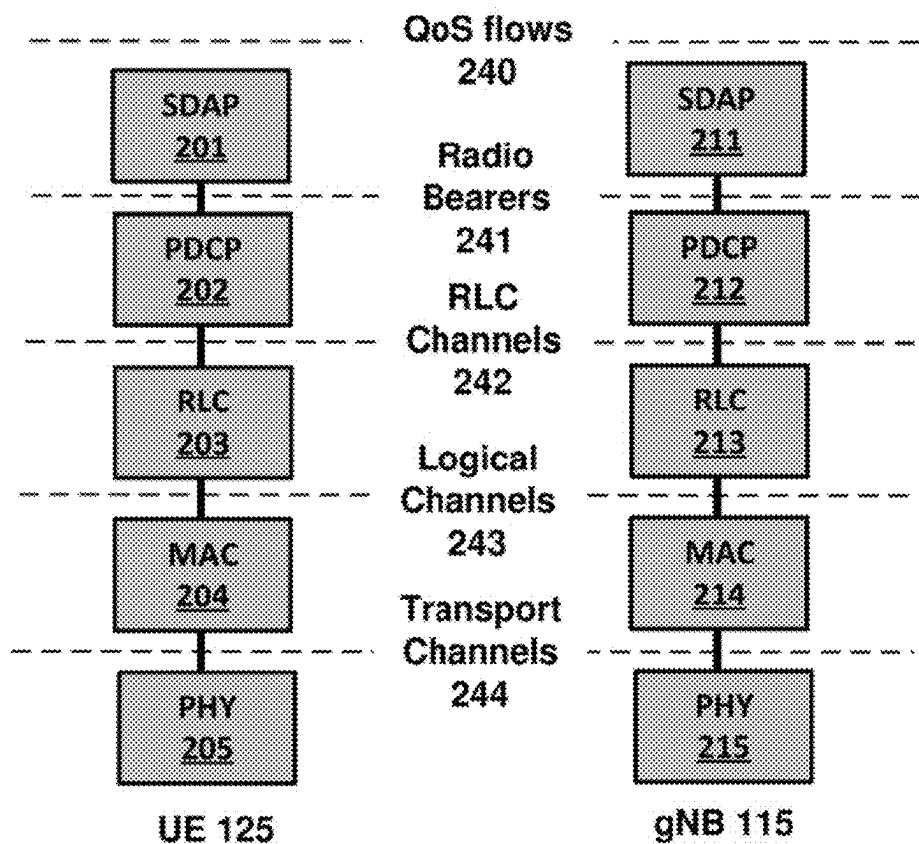 QoS flows
240
SDAP
201
SDAP
211
Radio
Bearers
241
PDCP
202
PDCP
212
RLC
Channels
242
RLC
203
RLC
213
Logical
Channels
243
MAC
204
MAC
214
Transport
Channels
244
PHY
205
PHY
215
UE 125
gNB 115